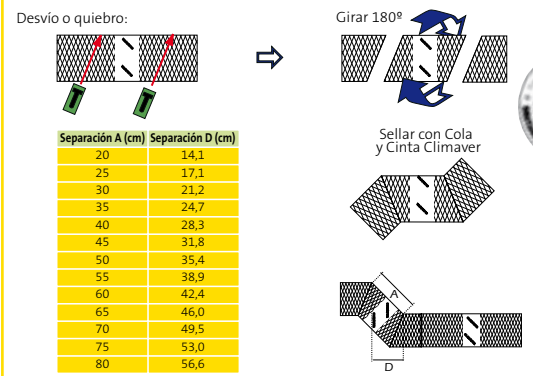 Desvío o quiebro:
Girar 180º
Separación A (cm) Separación D (cm)
20 14,1
25 17,1
30 21,2
35 24,7
40 28,3
45 31,8
50 35,4
55 38,9
60 42,4
65 46,0
70 49,5
75 53,0
80 56,6
Sellar con Cola
y Cinta Climaver
A
D